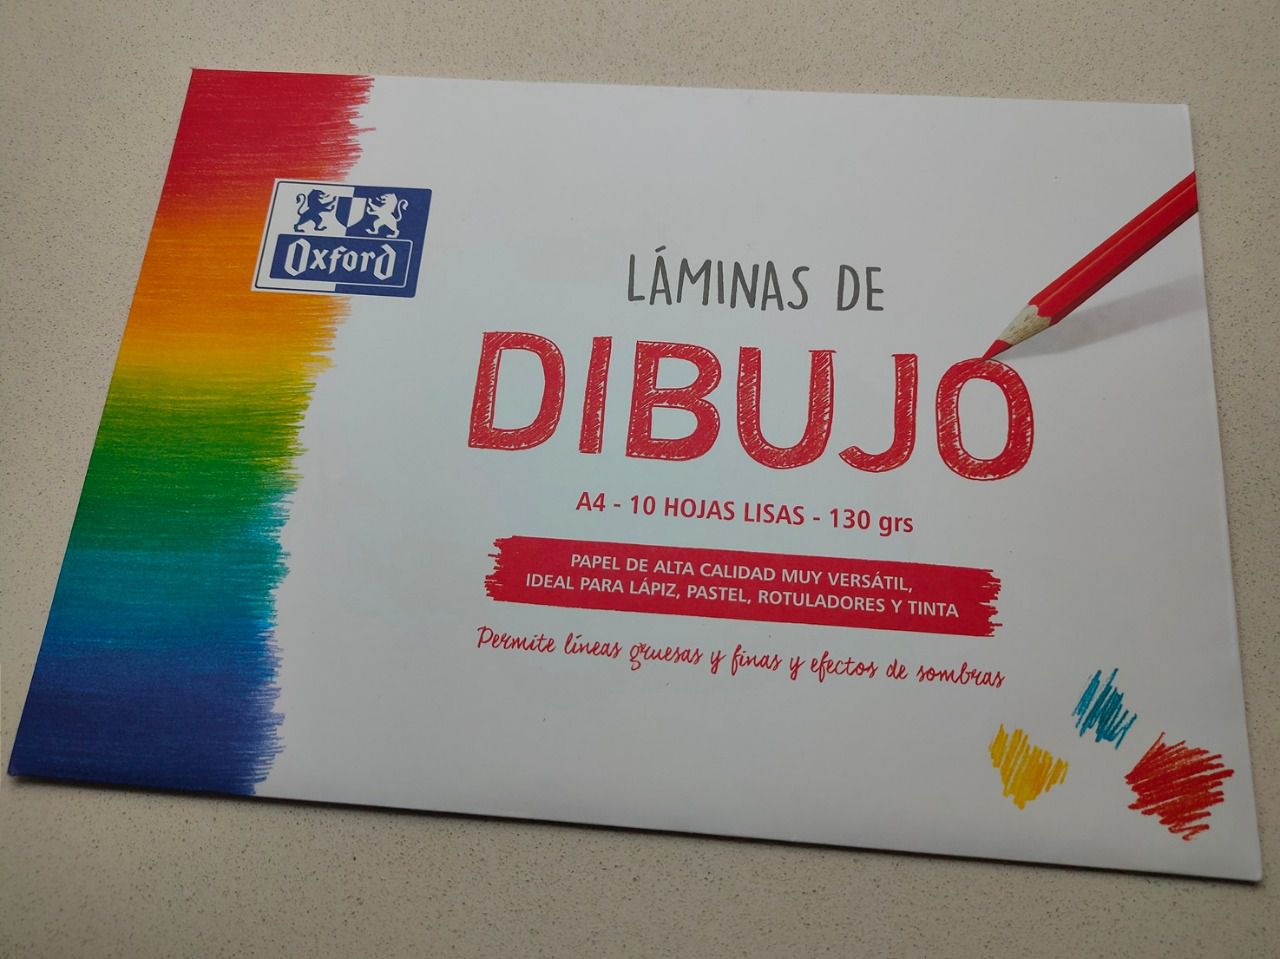 Oxford
LÁMINAS DE
DIBUJO
A4 - 10 HOJAS LISAS - 130 grs
PAPEL DE ALTA CALIDAD MUY VERSÁTIL,
IDEAL PARA LÁPIZ, PASTEL, ROTULADORES Y TINTA
Permite líneas gruesas y finas y efectos de sombras